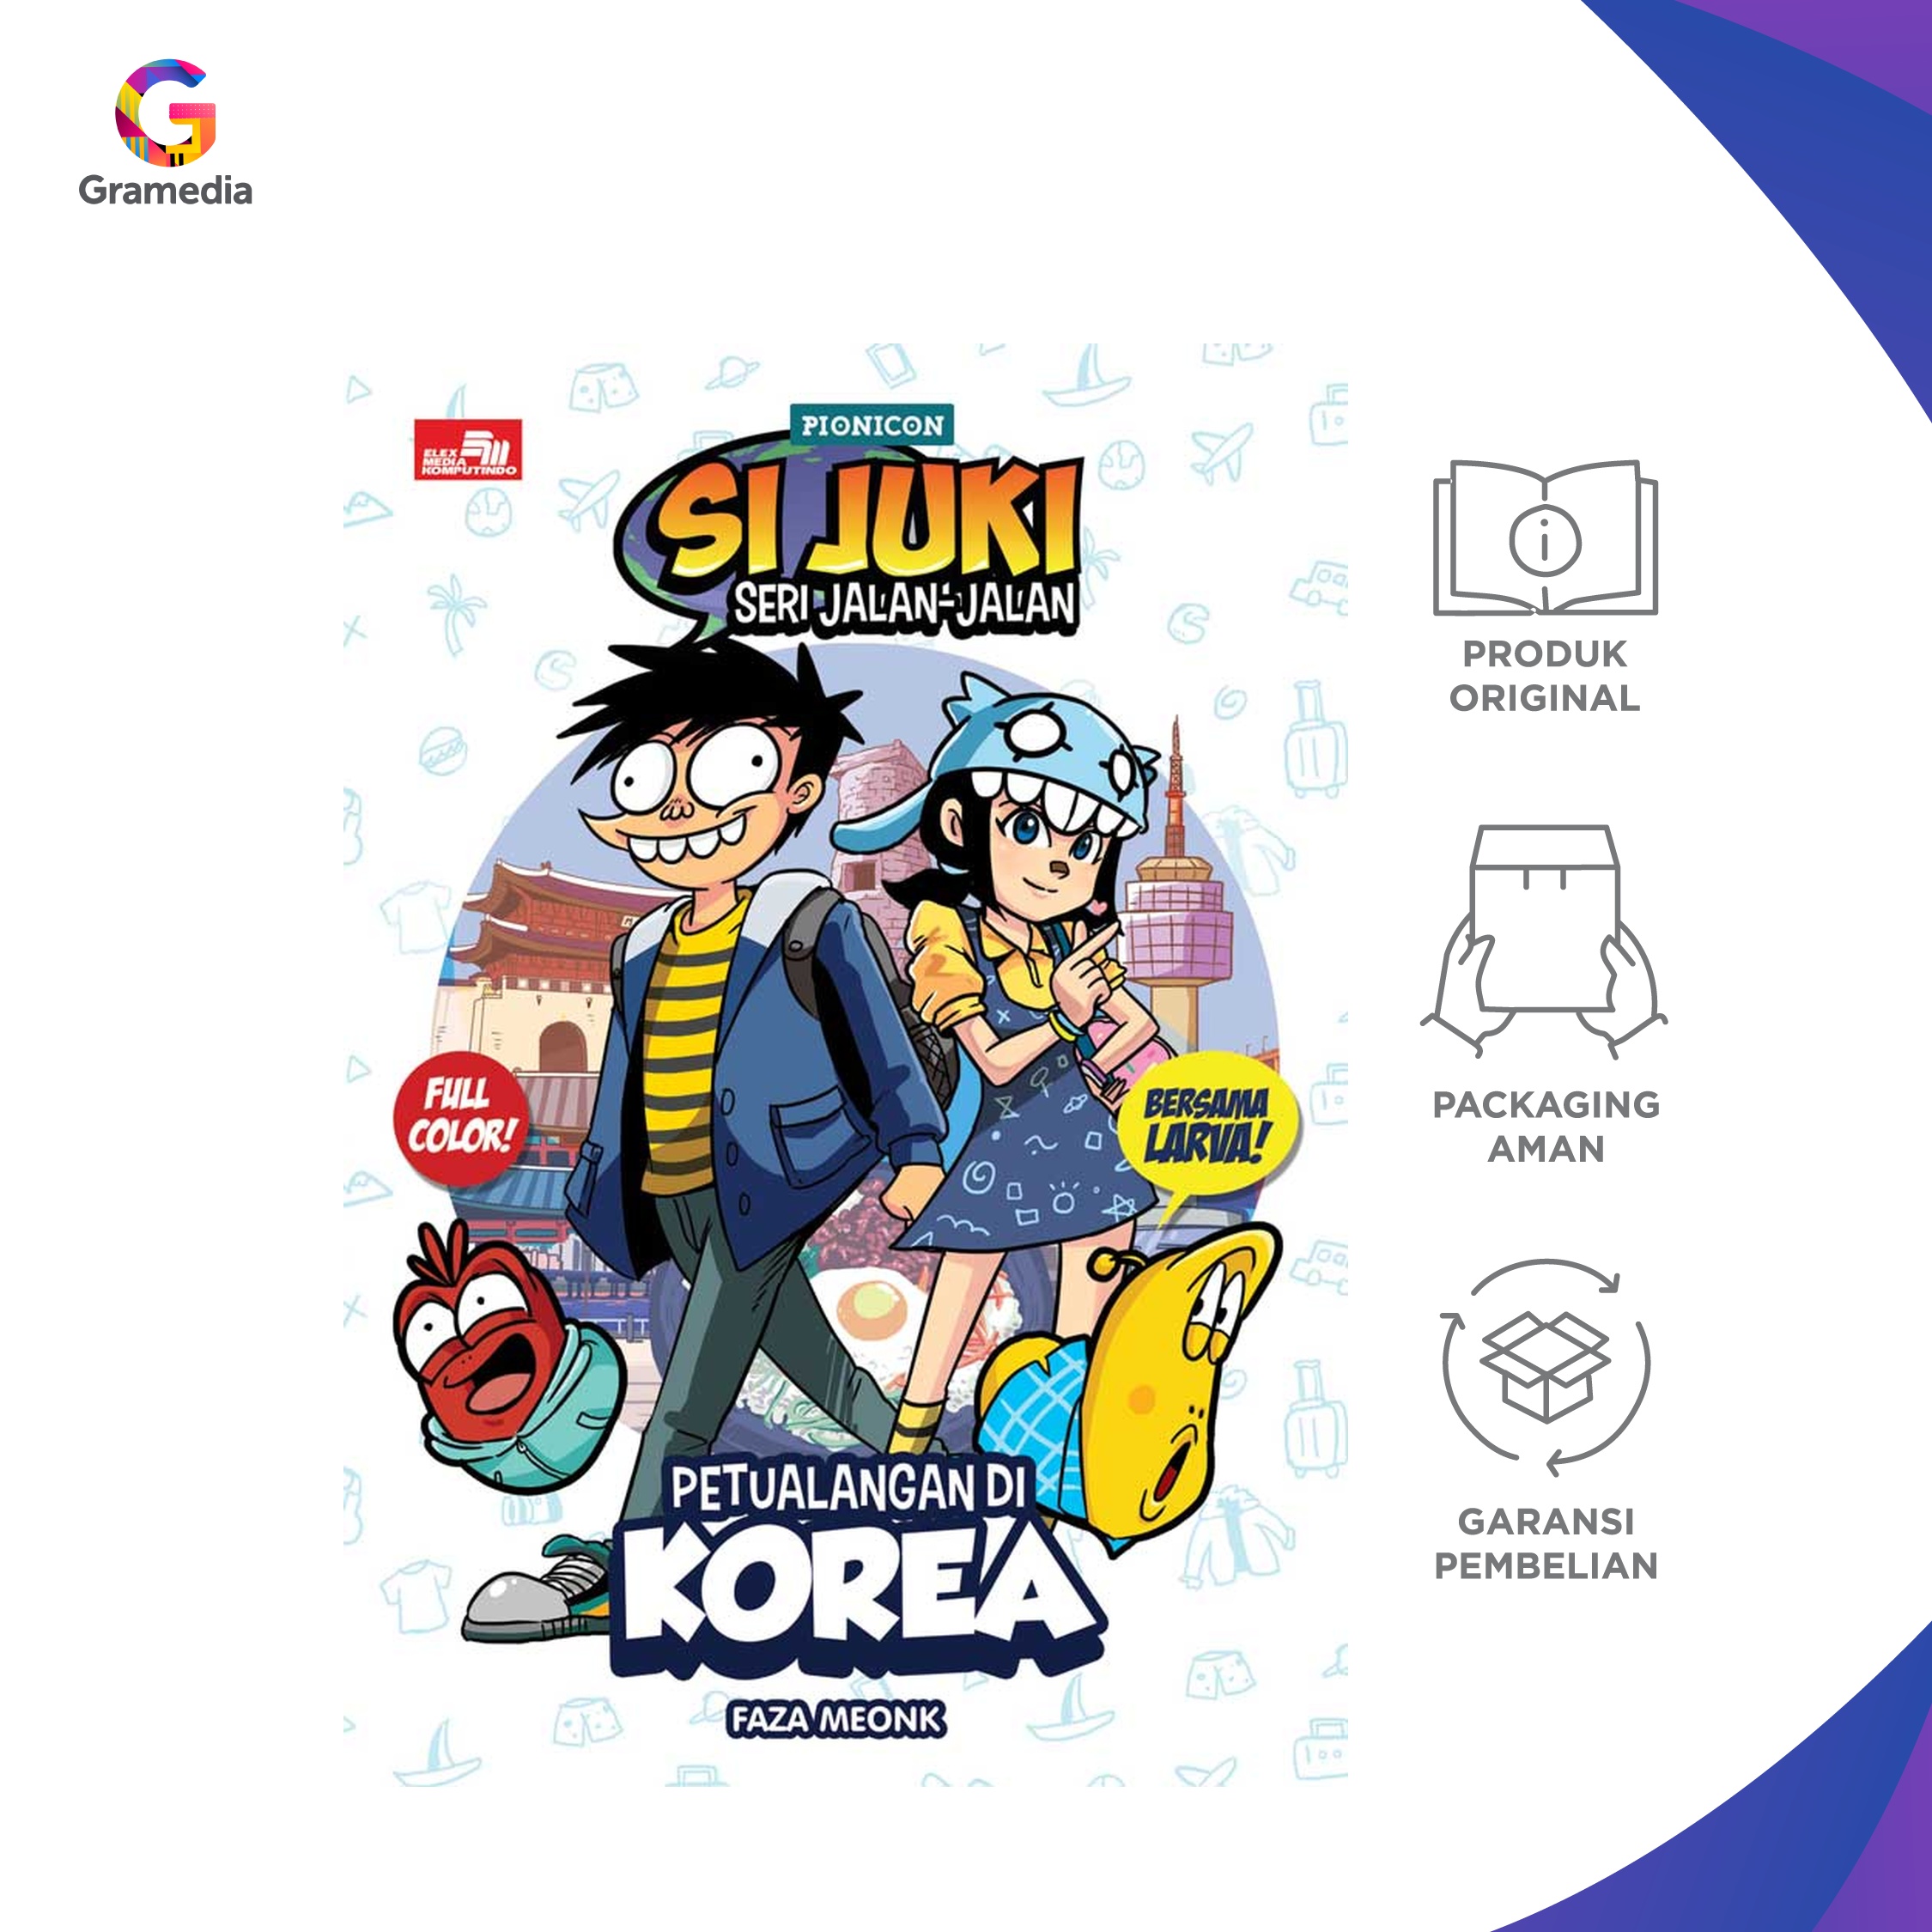 Gramedia
PIONICON
ELEX
MEDIA
KOMPUTINDO
SI JUKI
SERI JALAN-JALAN
FULL
COLOR!
BERSAMA
LARVA!
PETUALANGAN DI
KOREA
FAZA MEONK
PRODUK
ORIGINAL
PACKAGING
AMAN
GARANSI
PEMBELIAN